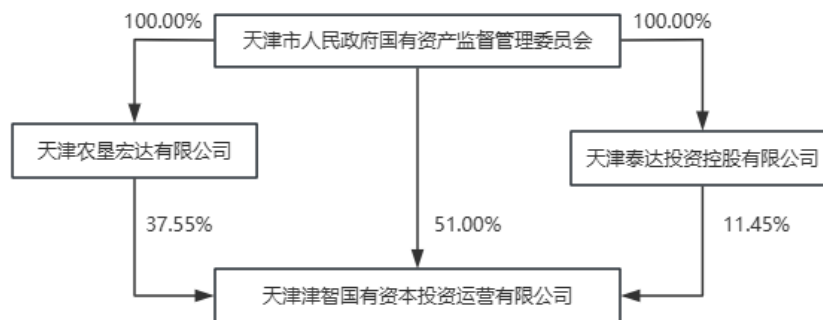 100.00%
天津市人民政府国有资产监督管理委员会
100.00%
天津农垦宏达有限公司
天津泰达投资控股有限公司
37.55%
51.00%
11.45%
天津津智国有资本投资运营有限公司